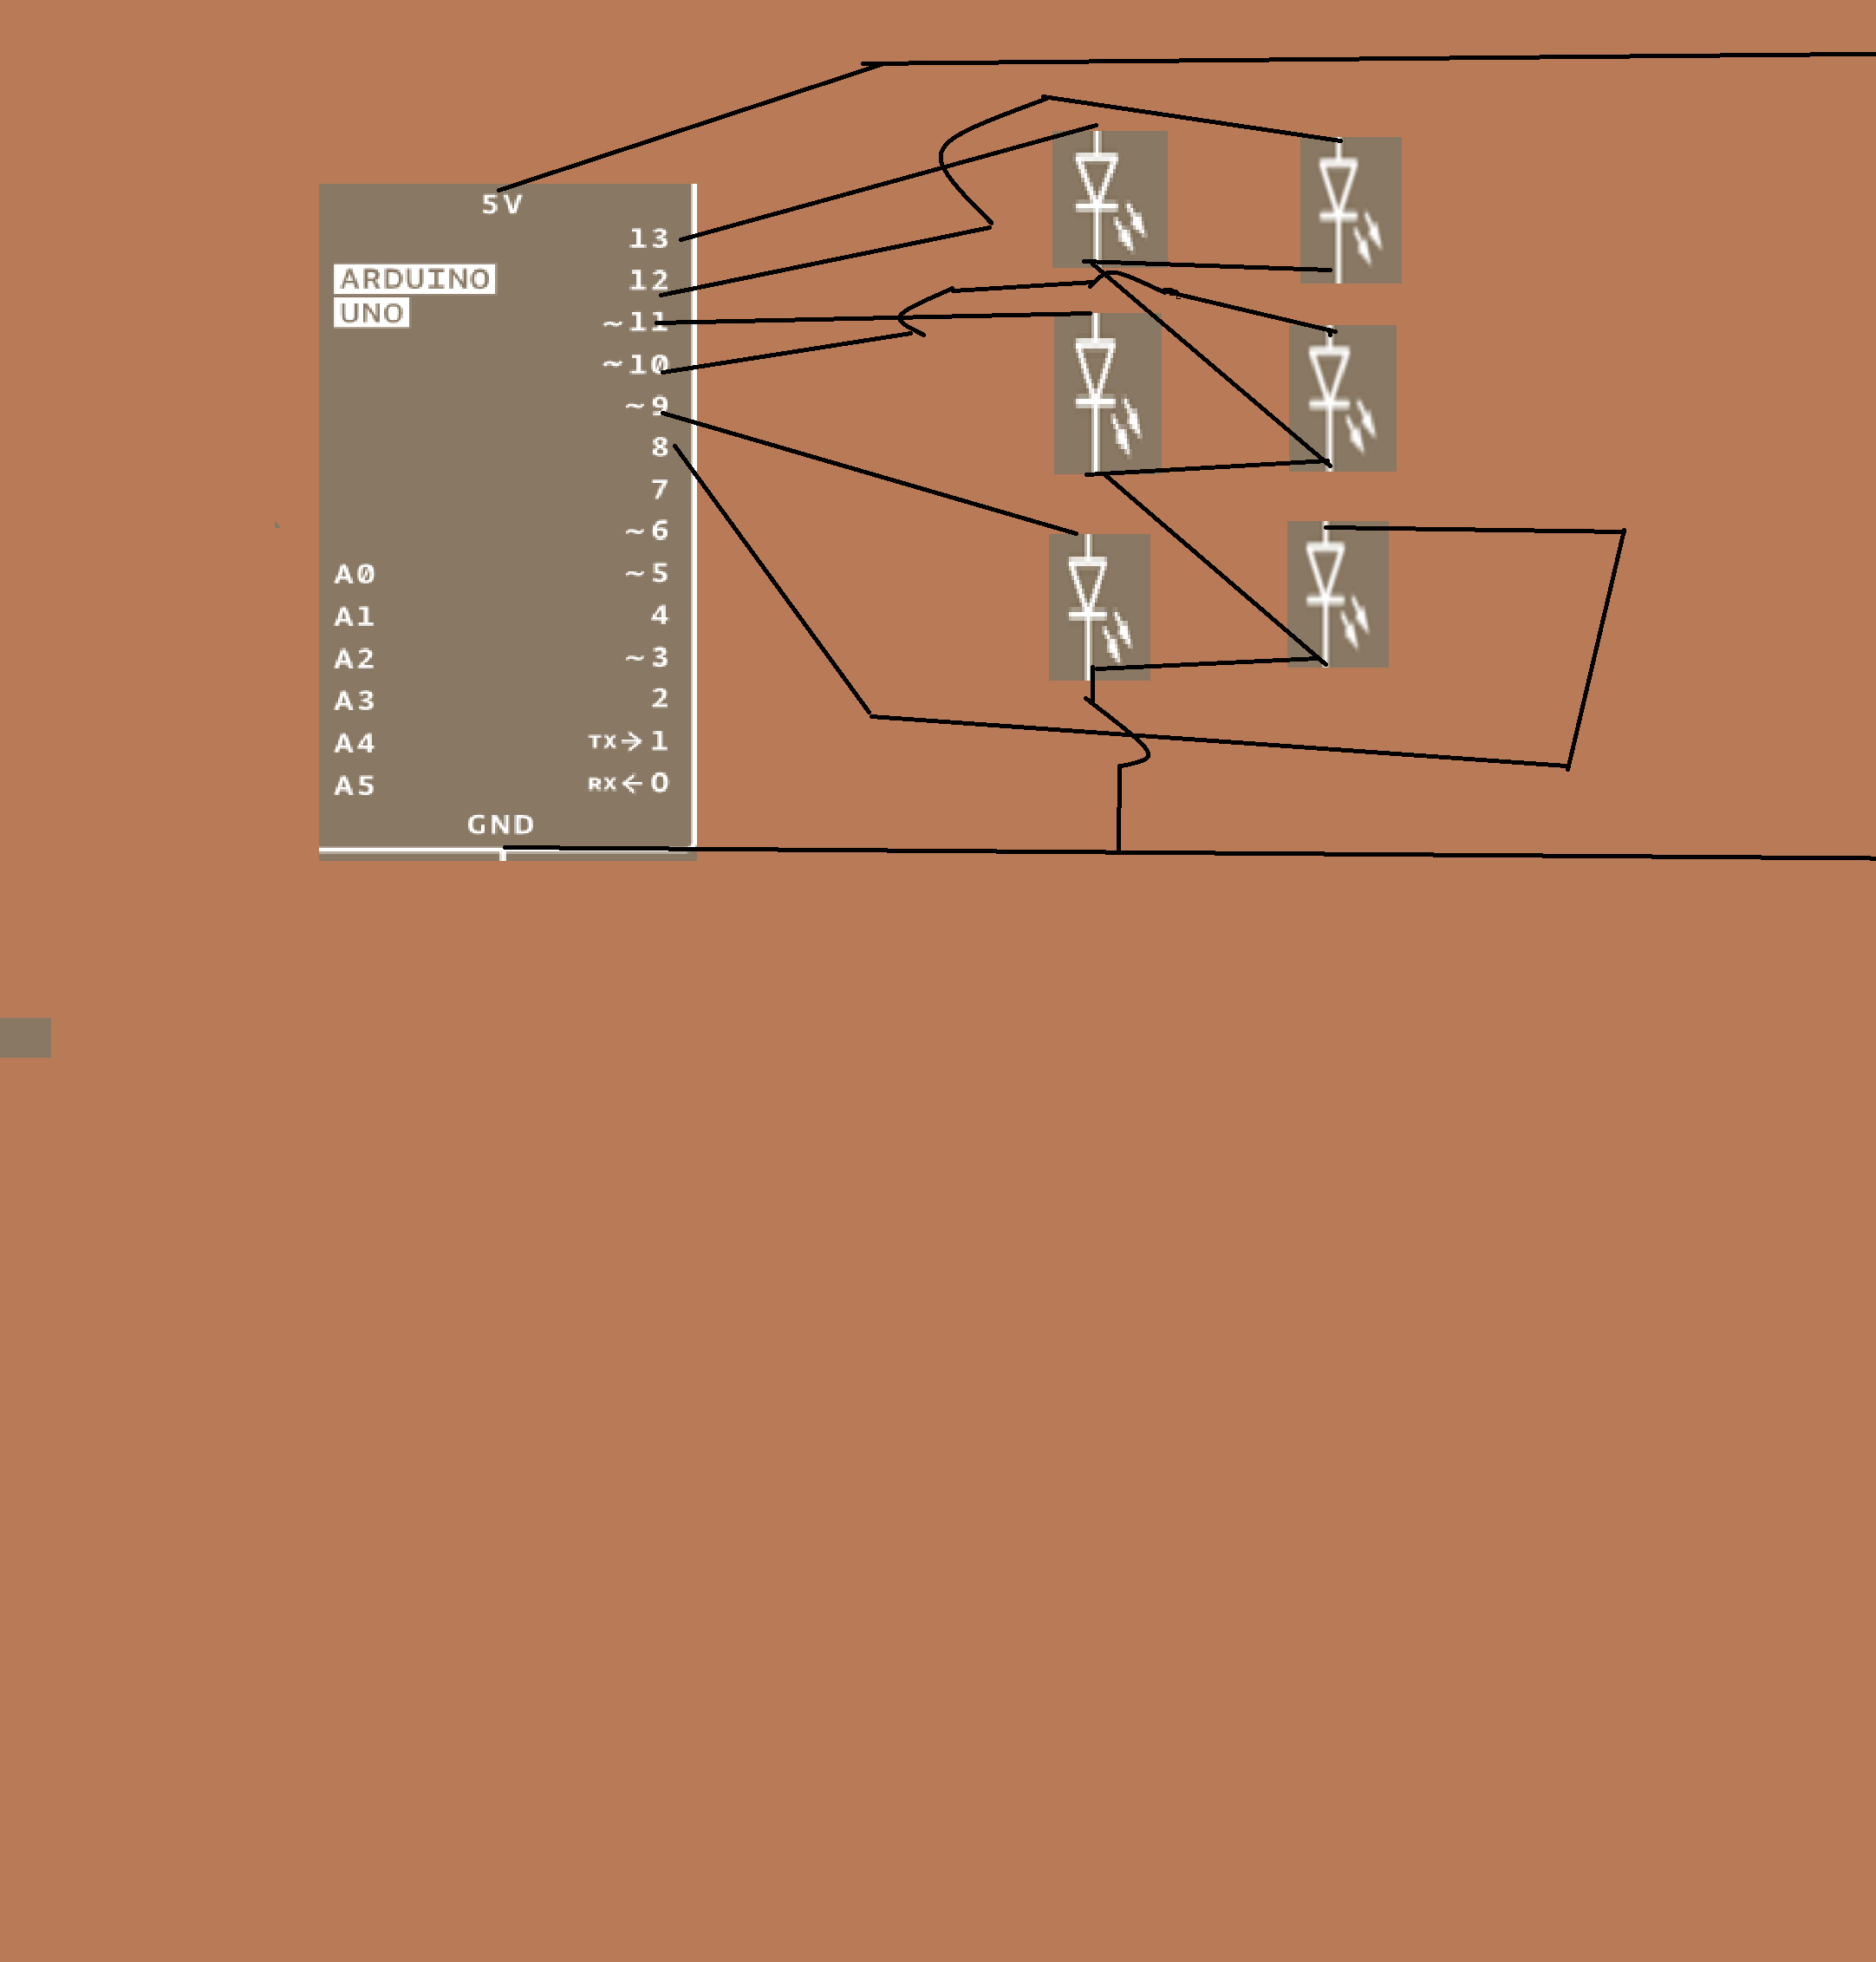 5V
13
ARDUINO 12
UNO ~11
~10
~9
8
7
~6
A0 ~5
A1 4
A2 ~3
A3 2
A4 TX→1
A5 RX←0
GND